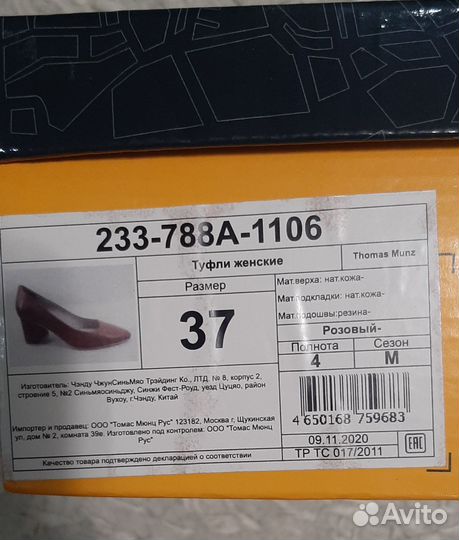 233-788A-1106
Туфли женские
Thomas Munz
Размер
37
Мат.верха: нат.кожа-
Мат.подкладки: нат.кожа-
Мат.подошвы:резина-
Розовый-
Полнота
Сезон
4
М
Изготовитель: Чэнду ЧжунСиньМяо Трэйдинг Ко., ЛТД. № 8, корпус 2,
строение 5, №2 Синьмяосиньджу, Синжи Фест-Роуд, уезд Цуцяо, район
Вухоу, г.Чэнду, Китай
Импортер и продавец: ООО "Томас Мюнц Рус" 123182, Москва г, Щукинская
ул, дом № 2, комната 39е. Изготовлено под контролем: ООО "Томас Мюнц
Рус"
Качество товара подтверждено декларацией о соответствии
4 650168 759683
09.11.2020
ТР ТС 017/2011
EAC
Avito